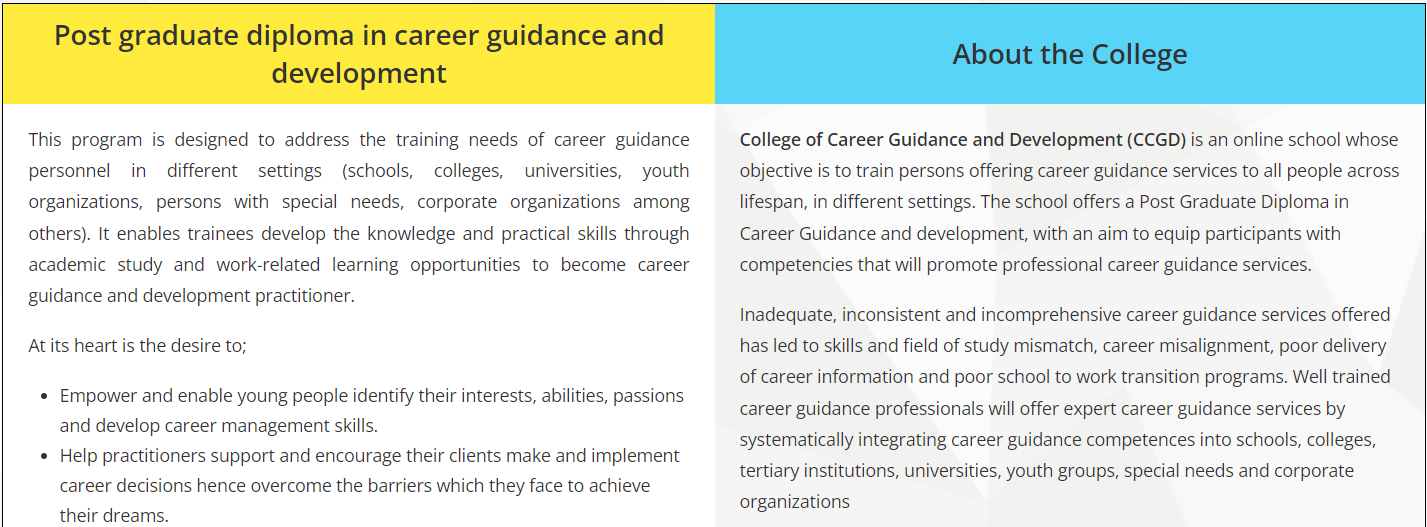 Post graduate diploma in career guidance and
development
This program is designed to address the training needs of career guidance
personnel in different settings (schools, colleges, universities, youth
organizations, persons with special needs, corporate organizations among
others). It enables trainees develop the knowledge and practical skills through
academic study and work-related learning opportunities to become career
guidance and development practitioner.
At its heart is the desire to;
• Empower and enable young people identify their interests, abilities, passions
and develop career management skills.
• Help practitioners support and encourage their clients make and implement
career decisions hence overcome the barriers which they face to achieve
their dreams.
About the College
College of Career Guidance and Development (CCGD) is an online school whose
objective is to train persons offering career guidance services to all people across
lifespan, in different settings. The school offers a Post Graduate Diploma in
Career Guidance and development, with an aim to equip participants with
competencies that will promote professional career guidance services.
Inadequate, inconsistent and incomprehensive career guidance services offered
has led to skills and field of study mismatch, career misalignment, poor delivery
of career information and poor school to work transition programs. Well trained
career guidance professionals will offer expert career guidance services by
systematically integrating career guidance competences into schools, colleges,
tertiary institutions, universities, youth groups, special needs and corporate
organizations